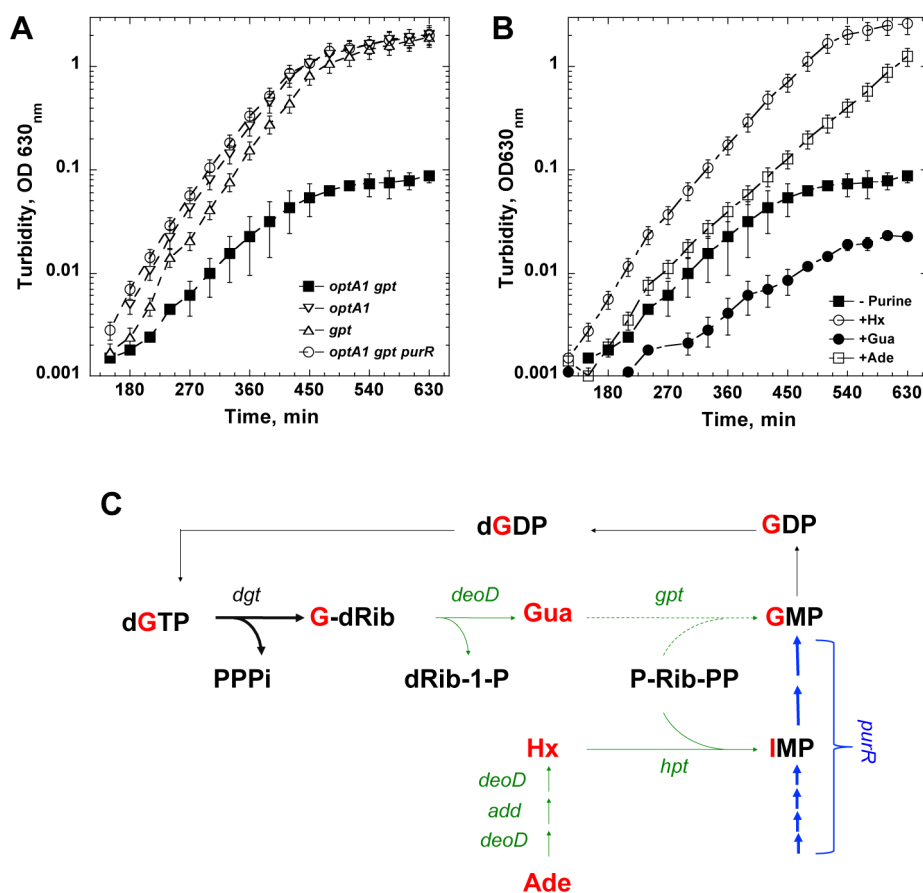 A
Turbidity, OD 630nm
1
0.1
0.01
0.001
180 270 360 450 540 630
Time, min
optA1 gpt
optA1
gpt
optA1 gpt purR
B
Turbidity, OD630nm
1
0.1
0.01
0.001
180 270 360 450 540 630
Time, min
- Purine
+Hx
+Gua
+Ade
C
dGDP
GDP
dGTP
dgt
G-dRib
deoD
Gua
gpt
GMP
PPPi
dRib-1-P
P-Rib-PP
purR
Hx
hpt
IMP
deoD
add
deoD
Ade